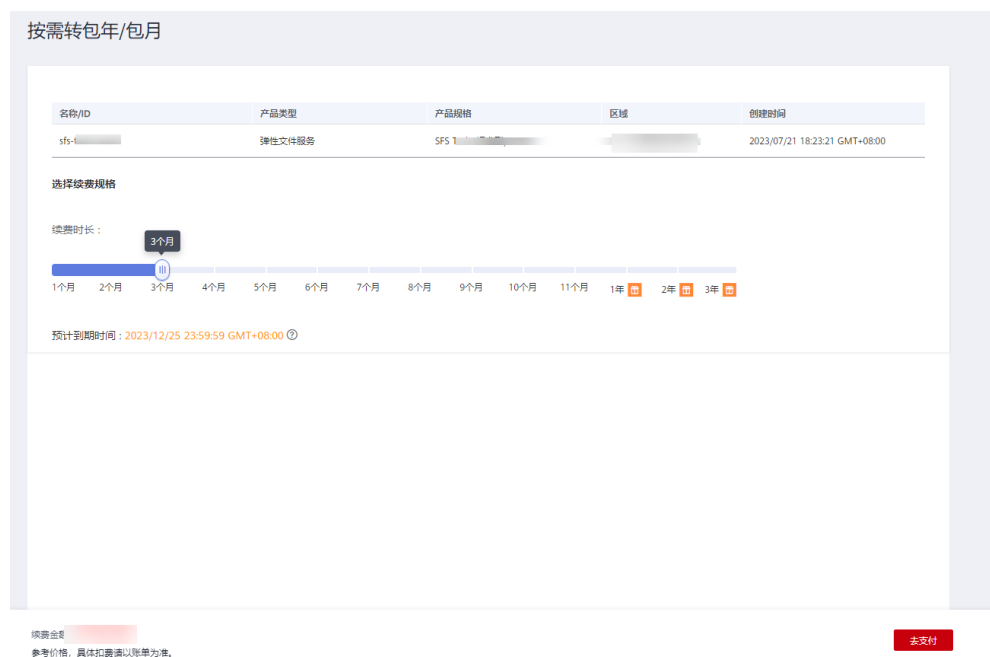 按需转包年/包月
名称/ID 产品类型 产品规格 区域 创建时间
弹性文件服务 SFS 2023/07/21 18:23:21 GMT+08:00
选择续费规格
续费时长：
3个月
1个月 2个月 3个月 4个月 5个月 6个月 7个月 8个月 9个月 10个月 11个月 1年 2年 3年
预计到期时间：2023/12/25 23:59:59 GMT+08:00 ?
续费金额
去支付
参考价格，具体扣费请以账单为准。